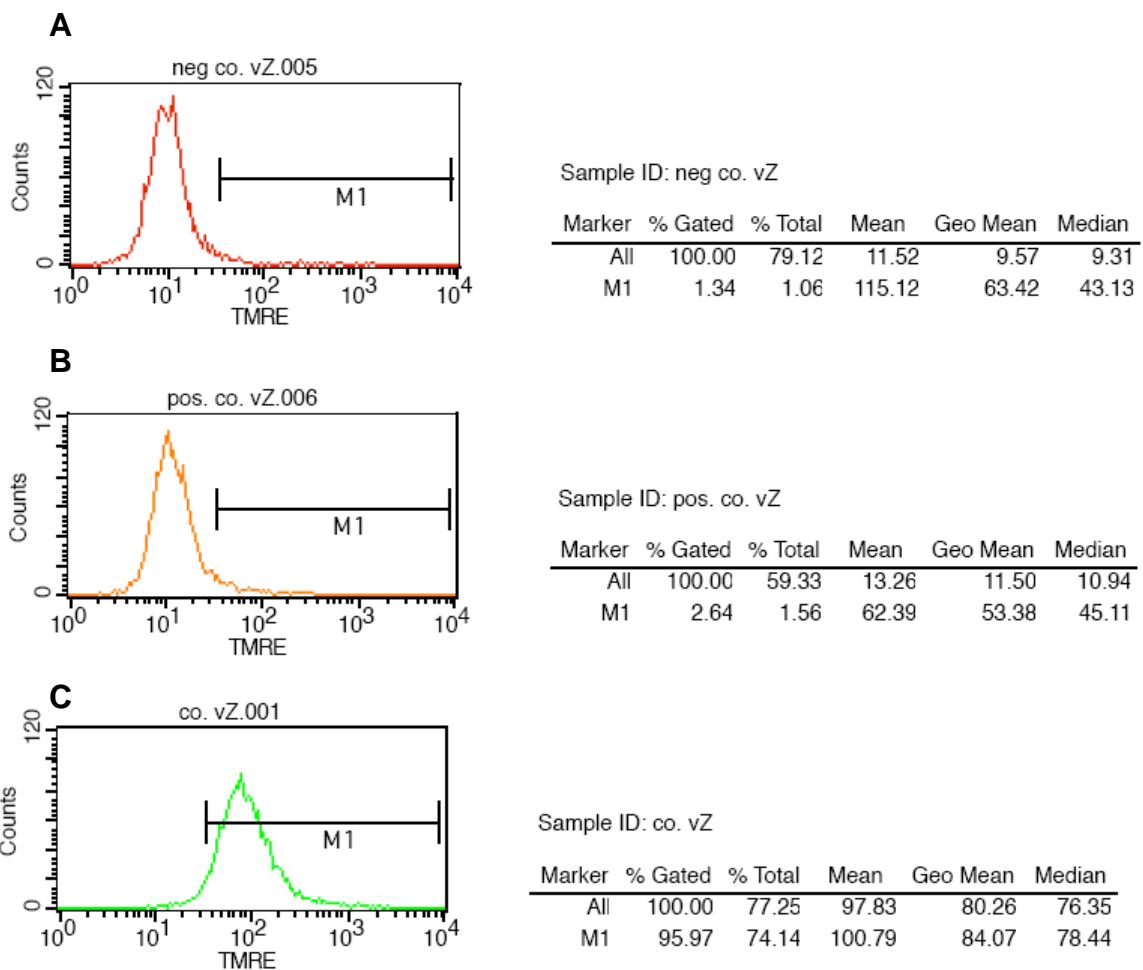 A
neg co. vZ.005
120
Counts
0
M1
10^0 10^1 10^2 10^3 10^4
TMRE
Sample ID: neg co. vZ
Marker % Gated % Total Mean Geo Mean Median
All 100.00 79.12 11.52 9.57 9.31
M1 1.34 1.06 115.12 63.42 43.13
B
pos. co. vZ.006
120
Counts
0
M1
10^0 10^1 10^2 10^3 10^4
TMRE
Sample ID: pos. co. vZ
Marker % Gated % Total Mean Geo Mean Median
All 100.00 59.33 13.26 11.50 10.94
M1 2.64 1.56 62.39 53.38 45.11
C
co. vZ.001
120
Counts
0
M1
10^0 10^1 10^2 10^3 10^4
TMRE
Sample ID: co. vZ
Marker % Gated % Total Mean Geo Mean Median
All 100.00 77.25 97.83 80.26 76.35
M1 95.97 74.14 100.79 84.07 78.44